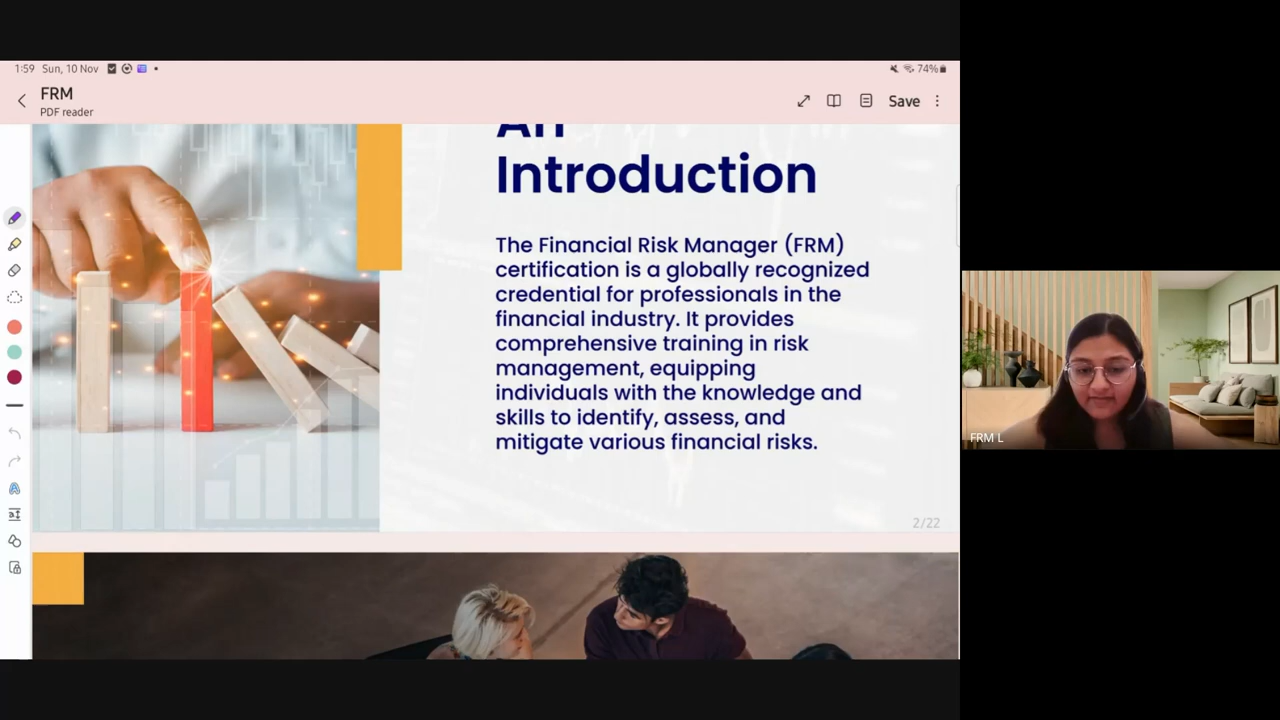 1:59 Sun, 10 Nov
74%
FRM
PDF reader
Save
An
Introduction
The Financial Risk Manager (FRM)
certification is a globally recognized
credential for professionals in the
financial industry. It provides
comprehensive training in risk
management, equipping
individuals with the knowledge and
skills to identify, assess, and
mitigate various financial risks.
2/22
FRM L